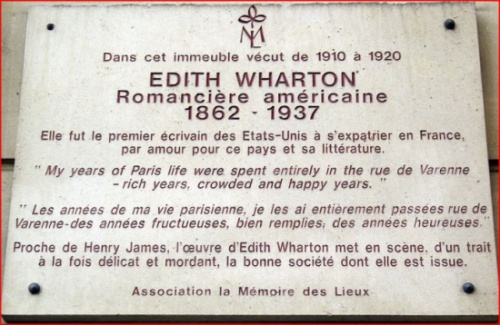 ML
Dans cet immeuble vécut de 1910 à 1920
EDITH WHARTON
Romancière américaine
1862 - 1937
Elle fut le premier écrivain des Etats-Unis à s'expatrier en France,
par amour pour ce pays et sa littérature.
" My years of Paris life were spent entirely in the rue de Varenne
- rich years, crowded and happy years. "
" Les années de ma vie parisienne, je les ai entièrement passées rue de
Varenne-des années fructueuses, bien remplies, des années heureuses."
Proche de Henry James, l'œuvre d'Edith Wharton met en scène, d'un trait
à la fois délicat et mordant, la bonne société dont elle est issue.
Association la Mémoire des Lieux